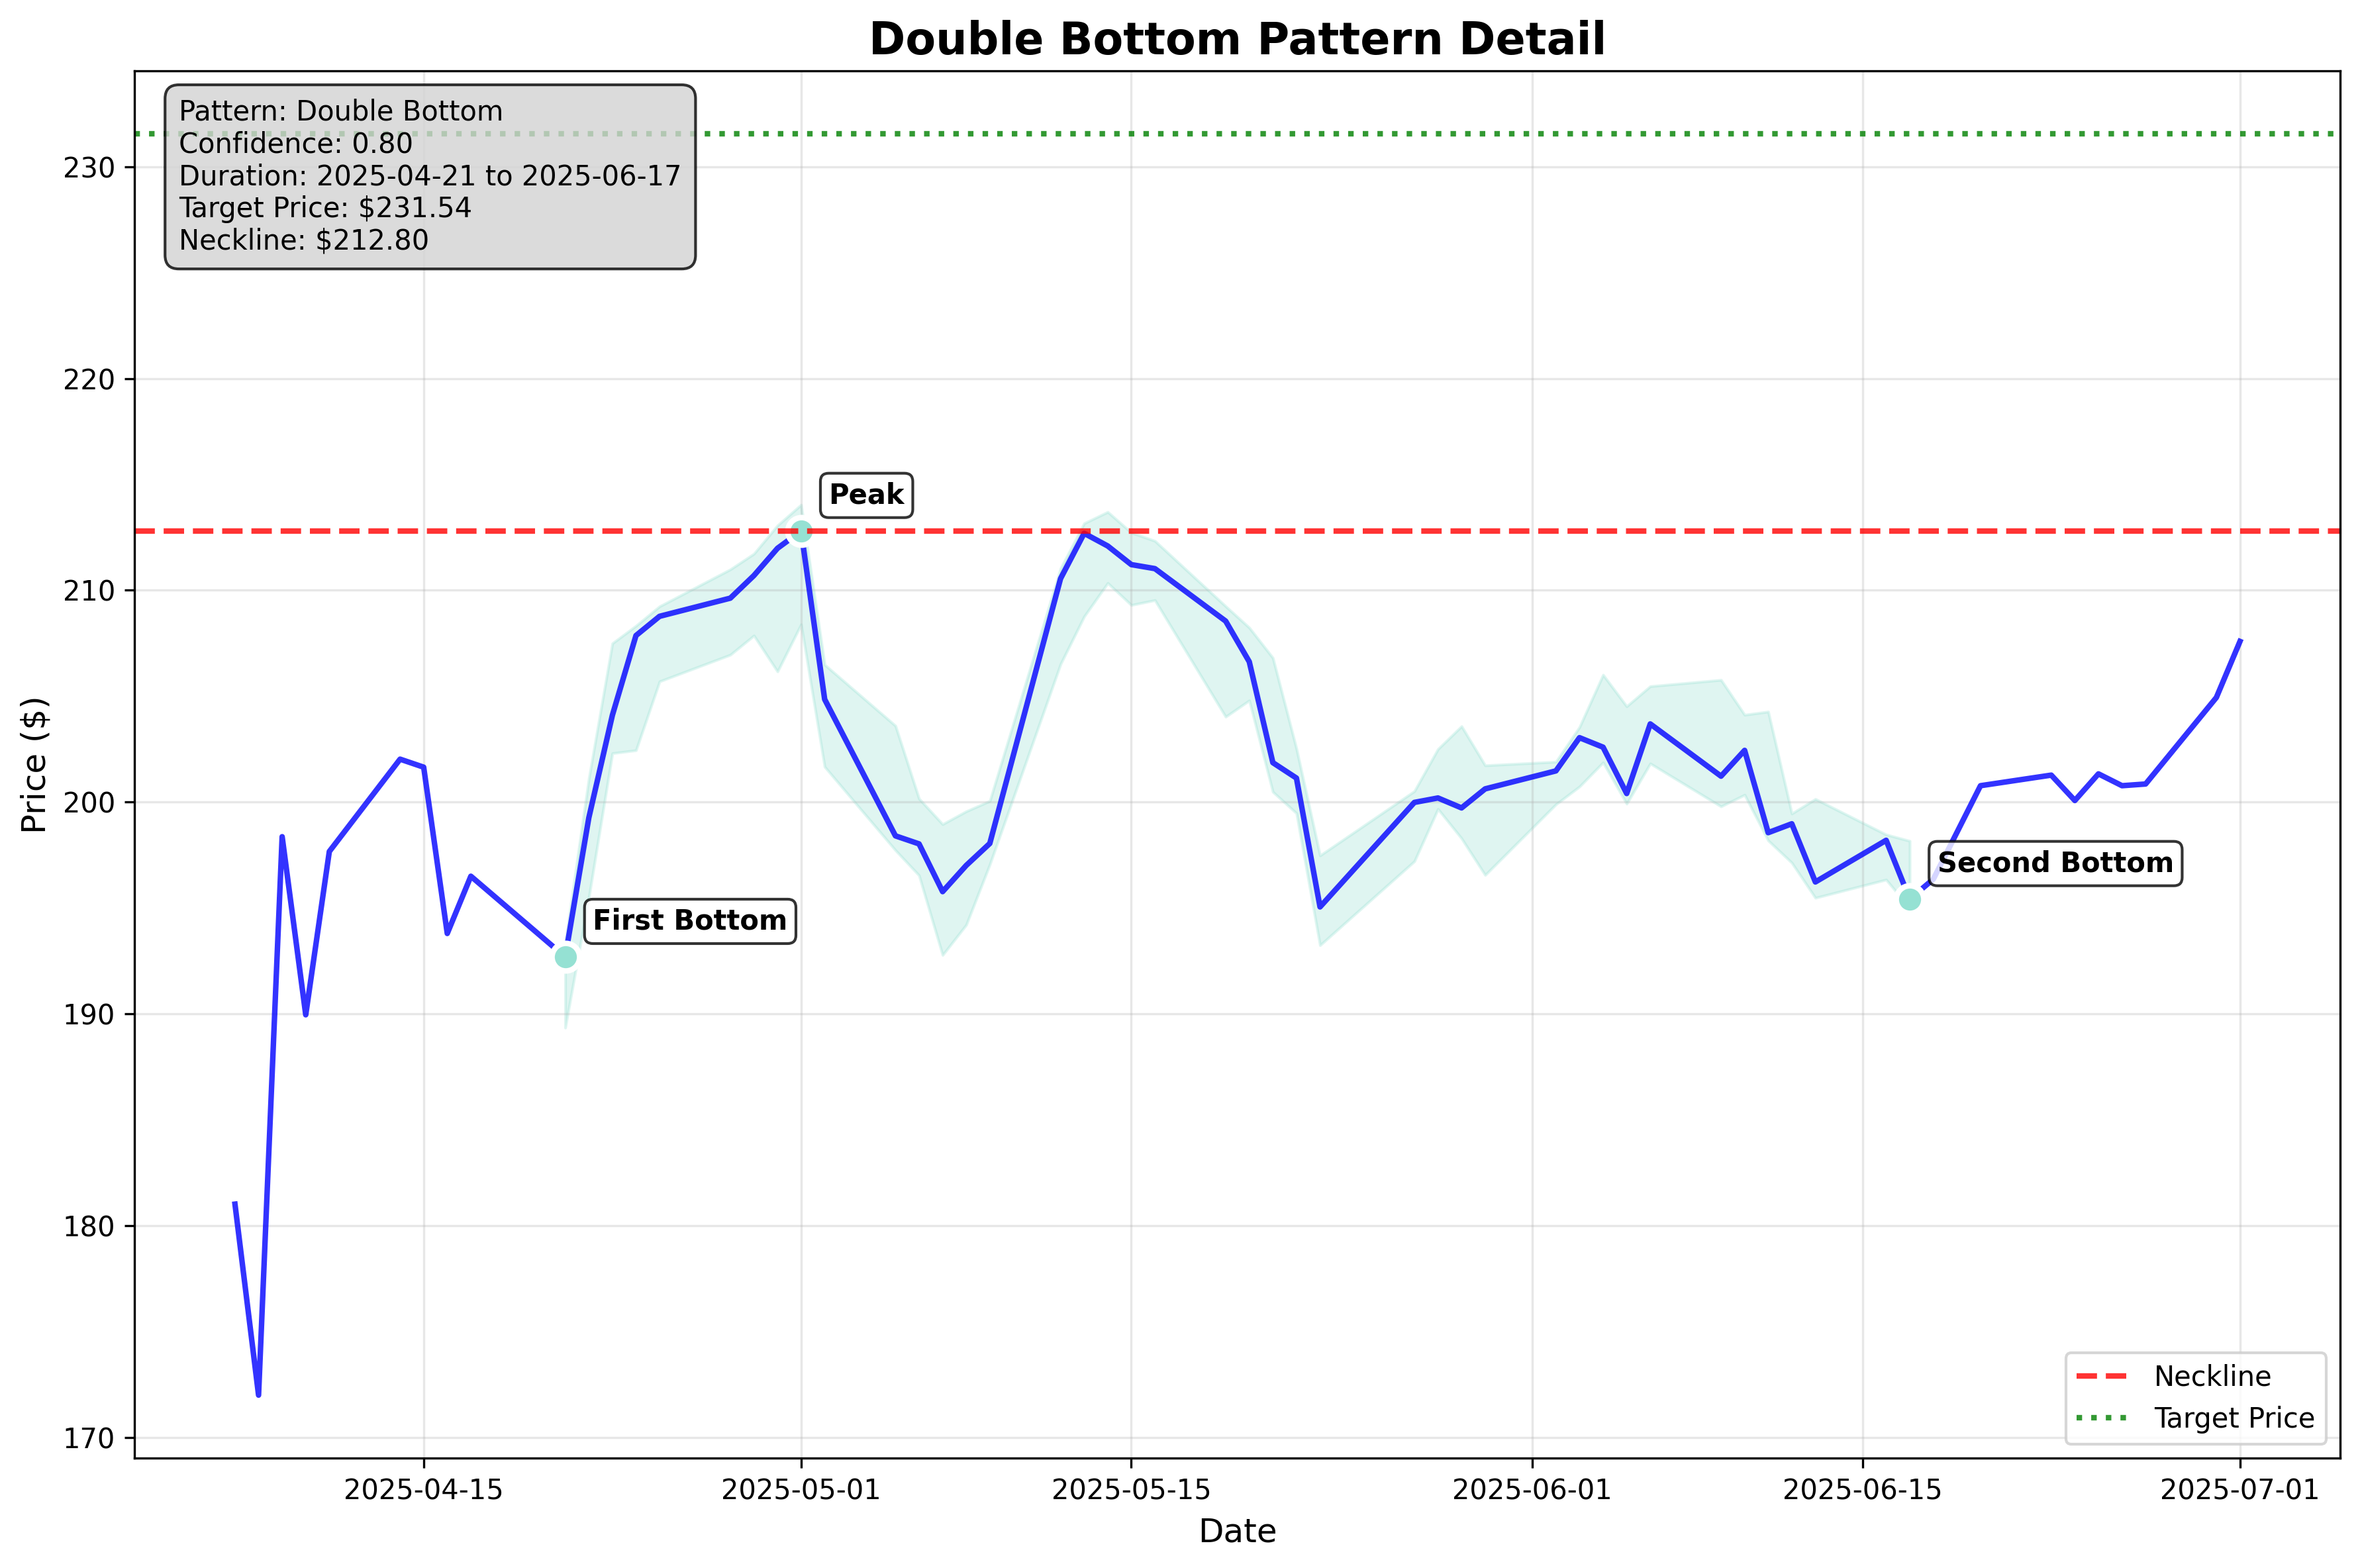 Double Bottom Pattern Detail
Pattern: Double Bottom
Confidence: 0.80
Duration: 2025-04-21 to 2025-06-17
Target Price: $231.54
Neckline: $212.80
230
220
210
200
190
180
170
Price ($)
Peak
First Bottom
Second Bottom
Neckline
Target Price
2025-04-15
2025-05-01
2025-05-15
2025-06-01
2025-06-15
2025-07-01
Date